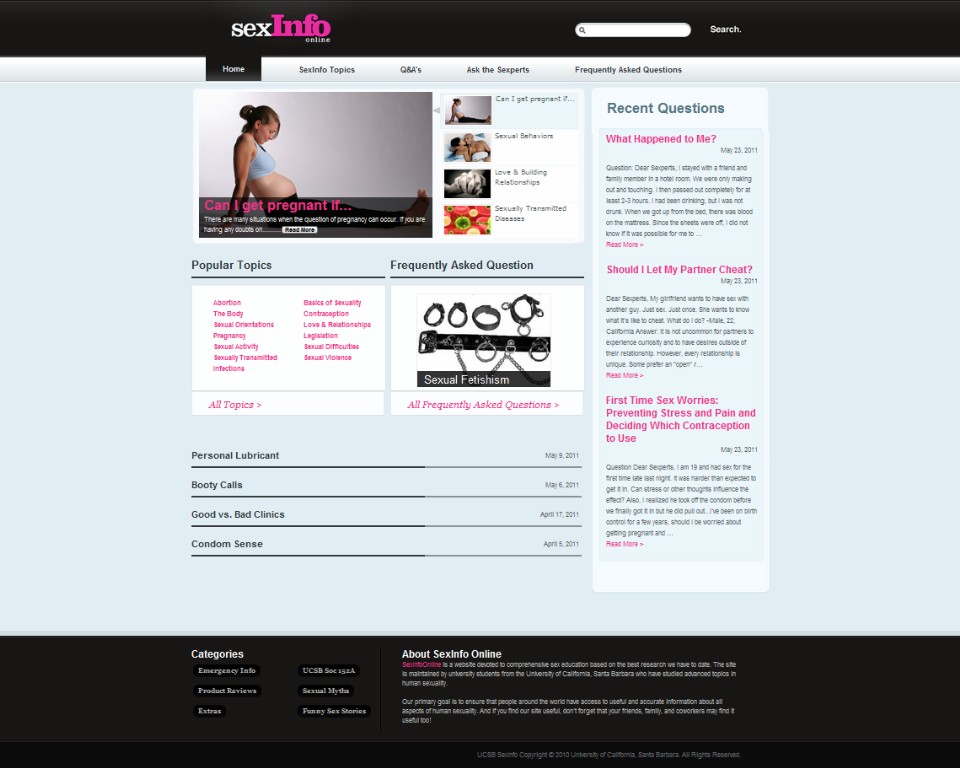 sexInfo
online
Search.
Home
SexInfo Topics
Q&A's
Ask the Sexperts
Frequently Asked Questions
Can I get pregnant if...
There are many situations when the question of pregnancy can occur. If you are
having any doubts on......... Read More »
Can I get pregnant if...
Sexual Behaviors
Love & Building
Relationships
Sexually Transmitted
Diseases
Popular Topics
Abortion
The Body
Sexual Orientations
Pregnancy
Sexual Activity
Sexually Transmitted
Infections
Basics of Sexuality
Contraception
Love & Relationships
Legislation
Sexual Difficulties
Sexual Violence
All Topics >
Frequently Asked Question
Sexual Fetishism
All Frequently Asked Questions >
Personal Lubricant
May 9, 2011
Booty Calls
May 6, 2011
Good vs. Bad Clinics
April 17, 2011
Condom Sense
April 5, 2011
Recent Questions
What Happened to Me?
May 23, 2011
Question: Dear Sexperts, I stayed with a friend and
family member in a hotel room. We were only making
out and touching. I then passed out completely for at
least 2-3 hours. I had been drinking, but I was not
drunk. When we got up from the bed, there was blood
on the mattress. Since the sheets were off, I did not
know if it was possible for me to ...
Read More »
Should I Let My Partner Cheat?
May 23, 2011
Dear Sexperts, My girlfriend wants to have sex with
another guy. Just sex. Just once. She wants to know
what it's like to cheat. What do I do? -Male, 22,
California Answer: It is not uncommon for partners to
experience curiosity and to have desires outside of
their relationship. However, every relationship is
unique. Some prefer an "open" r...
Read More »
First Time Sex Worries:
Preventing Stress and Pain and
Deciding Which Contraception
to Use
May 23, 2011
Question Dear Sexperts, I am 19 and had sex for the
first time late last night. It was harder than expected to
get it in. Can stress or other thoughts influence the
effect? Also, I realized he took off the condom before
we finally got it in but he did pull out...I've been on birth
control for a few years, should I be worried about
getting pregnant and ...
Read More »
Categories
Emergency Info
UCSB Soc 152A
Product Reviews
Sexual Myths
Extras
Funny Sex Stories
About SexInfo Online
SexInfoOnline is a website devoted to comprehensive sex education based on the best research we have to date. The site
is maintained by university students from the University of California, Santa Barbara who have studied advanced topics in
human sexuality.
Our primary goal is to ensure that people around the world have access to useful and accurate information about all
aspects of human sexuality. And if you find our site useful, don't forget that your friends, family, and coworkers may find it
useful too!
UCSB SexInfo Copyright © 2010 University of California, Santa Barbara. All Rights Reserved.